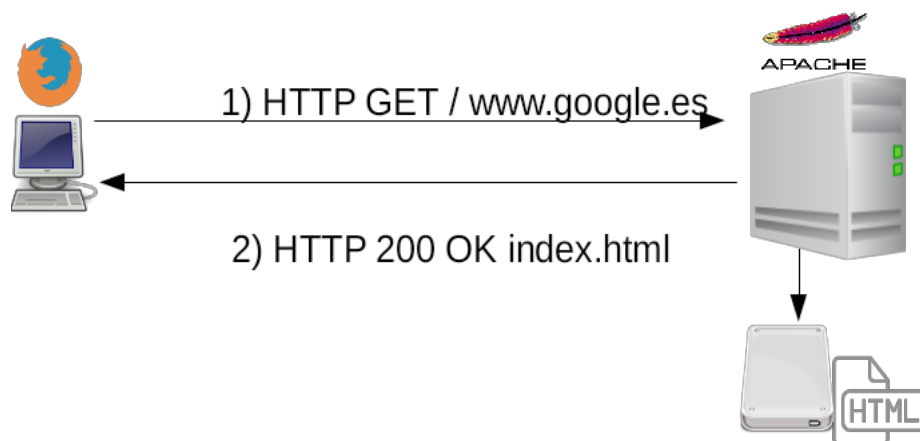 APACHE
1) HTTP GET / www.google.es
2) HTTP 200 OK index.html
HTML